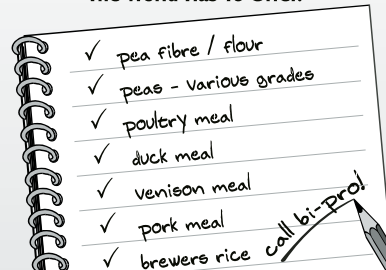 pea fibre / flour
peas - various grades
poultry meal
duck meal
venison meal
pork meal
brewers rice
call bi-pro!